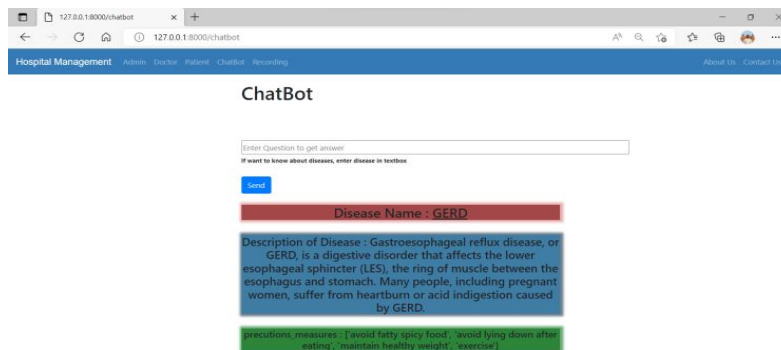 127.0.0.1:8000/chatbot
127.0.0.1:8000/chatbot
Hospital Management Admin Doctor Patient ChatBot Recording About Us Contact Us
ChatBot
Enter Question to get answer
If want to know about diseases, enter disease in textbox
Send
Disease Name : GERD
Description of Disease : Gastroesophageal reflux disease, or
GERD, is a digestive disorder that affects the lower
esophageal sphincter (LES), the ring of muscle between the
esophagus and stomach. Many people, including pregnant
women, suffer from heartburn or acid indigestion caused
by GERD.
precutions_measures : ['avoid fatty spicy food', 'avoid lying down after
eating', 'maintain healthy weight', 'exercise']